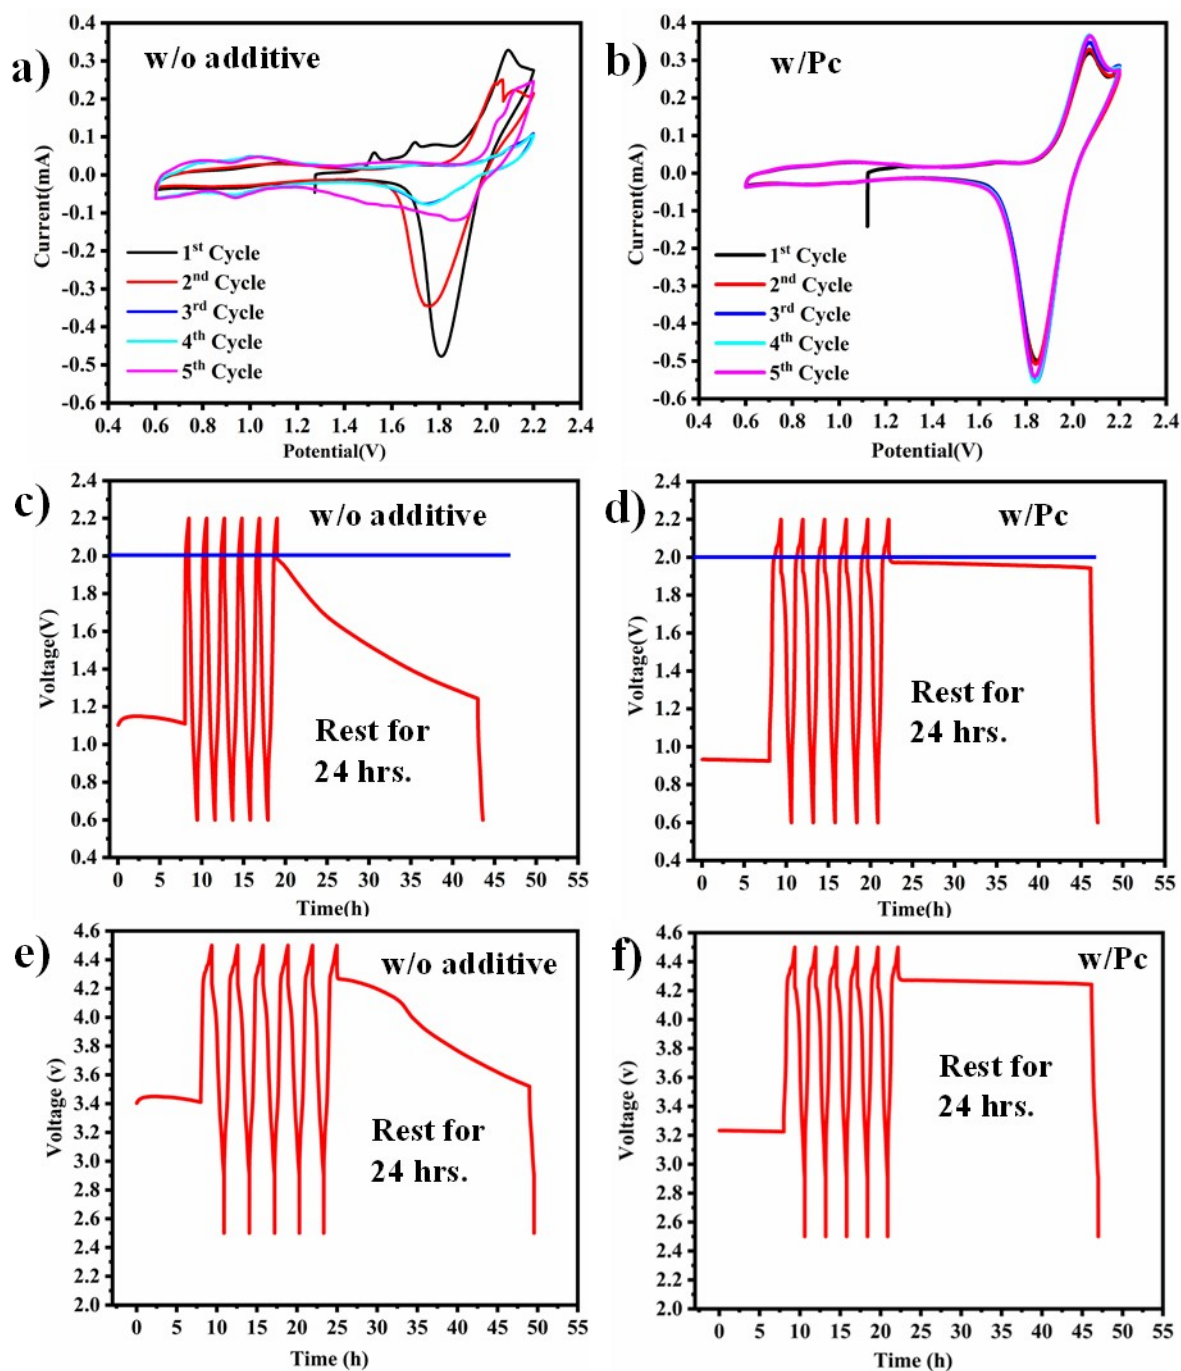 a)
w/o additive
0.4
0.3
0.2
0.1
0.0
-0.1
-0.2
-0.3
-0.4
-0.5
-0.6
Current(mA)
1st Cycle
2nd Cycle
3rd Cycle
4th Cycle
5th Cycle
0.4 0.6 0.8 1.0 1.2 1.4 1.6 1.8 2.0 2.2 2.4
Potential(V)
b)
w/Pc
0.4
0.3
0.2
0.1
0.0
-0.1
-0.2
-0.3
-0.4
-0.5
-0.6
Current(mA)
1st Cycle
2nd Cycle
3rd Cycle
4th Cycle
5th Cycle
0.4 0.6 0.8 1.0 1.2 1.4 1.6 1.8 2.0 2.2 2.4
Potential(V)
c)
w/o additive
2.4
2.2
2.0
1.8
1.6
1.4
1.2
1.0
0.8
0.6
0.4
Voltage(V)
Rest for
24 hrs.
0 5 10 15 20 25 30 35 40 45 50 55
Time(h)
d)
w/Pc
2.4
2.2
2.0
1.8
1.6
1.4
1.2
1.0
0.8
0.6
0.4
Voltage(V)
Rest for
24 hrs.
0 5 10 15 20 25 30 35 40 45 50 55
Time(h)
e)
w/o additive
4.6
4.4
4.2
4.0
3.8
3.6
3.4
3.2
3.0
2.8
2.6
2.4
2.2
2.0
Voltage (v)
Rest for
24 hrs.
0 5 10 15 20 25 30 35 40 45 50 55
Time (h)
f)
w/Pc
4.6
4.4
4.2
4.0
3.8
3.6
3.4
3.2
3.0
2.8
2.6
2.4
2.2
2.0
Voltage (v)
Rest for
24 hrs.
0 5 10 15 20 25 30 35 40 45 50 55
Time (h)